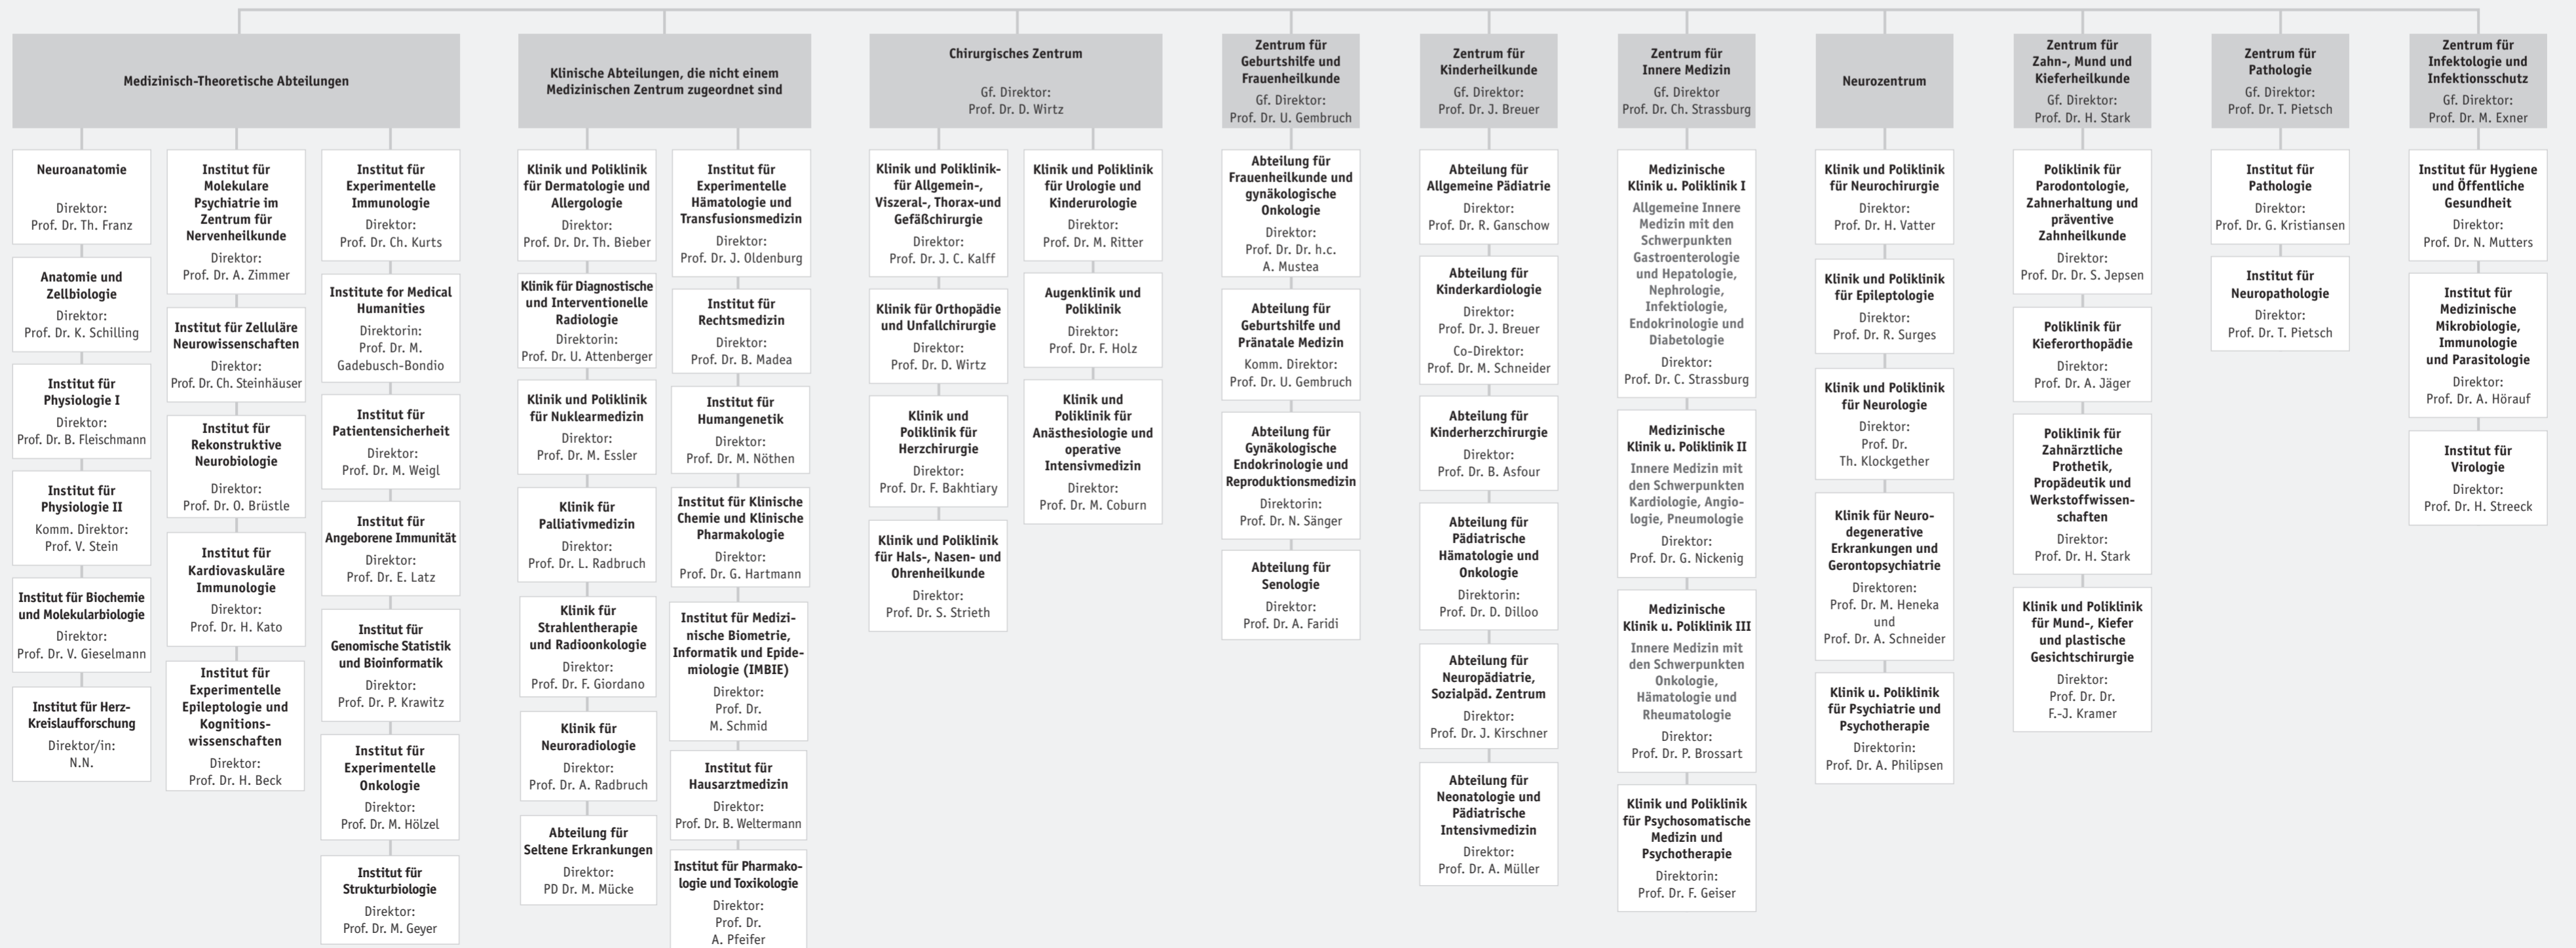 Medizinisch-Theoretische Abteilungen
Neuroanatomie
Direktor:
Prof. Dr. Th. Franz
Anatomie und
Zellbiologie
Direktor:
Prof. Dr. K. Schilling
Institut für
Physiologie I
Direktor:
Prof. Dr. B. Fleischmann
Institut für
Physiologie II
Komm. Direktor:
Prof. V. Stein
Institut für Biochemie
und Molekularbiologie
Direktor:
Prof. Dr. V. Gieselmann
Institut für Herz-
Kreislaufforschung
Direktor/in:
N.N.
Institut für
Molekulare
Psychiatrie im
Zentrum für
Nervenheilkunde
Direktor:
Prof. Dr. A. Zimmer
Institut für Zelluläre
Neurowissenschaften
Direktor:
Prof. Dr. Ch. Steinhäuser
Institut für
Rekonstruktive
Neurobiologie
Direktor:
Prof. Dr. O. Brüstle
Institut für
Kardiovaskuläre
Immunologie
Direktor:
Prof. Dr. H. Kato
Institut für
Experimentelle
Epileptologie und
Kognitions-
wissenschaften
Direktor:
Prof. Dr. H. Beck
Institut für
Experimentelle
Immunologie
Direktor:
Prof. Dr. Ch. Kurts
Institute for Medical
Humanities
Direktorin:
Prof. Dr. M.
Gadebusch-Bondio
Institut für
Patientensicherheit
Direktor:
Prof. Dr. M. Weigl
Institut für
Angeborene Immunität
Direktor:
Prof. Dr. E. Latz
Institut für
Genomische Statistik
und Bioinformatik
Direktor:
Prof. Dr. P. Krawitz
Institut für
Experimentelle
Onkologie
Direktor:
Prof. Dr. M. Hölzel
Institut für
Strukturbiologie
Direktor:
Prof. Dr. M. Geyer
Klinische Abteilungen, die nicht einem
Medizinischen Zentrum zugeordnet sind
Klinik und Poliklinik
für Dermatologie und
Allergologie
Direktor:
Prof. Dr. Dr. Th. Bieber
Klinik für Diagnostische
und Interventionelle
Radiologie
Direktorin:
Prof. Dr. U. Attenberger
Klinik und Poliklinik
für Nuklearmedizin
Direktor:
Prof. Dr. M. Essler
Klinik für
Palliativmedizin
Direktor:
Prof. Dr. L. Radbruch
Klinik für
Strahlentherapie
und Radioonkologie
Direktor:
Prof. Dr. F. Giordano
Klinik für
Neuroradiologie
Direktor:
Prof. Dr. A. Radbruch
Abteilung für
Seltene Erkrankungen
Direktor:
PD Dr. M. Mücke
Institut für
Experimentelle
Hämatologie und
Transfusionsmedizin
Direktor:
Prof. Dr. J. Oldenburg
Institut für
Rechtsmedizin
Direktor:
Prof. Dr. B. Madea
Institut für
Humangenetik
Direktor:
Prof. Dr. M. Nöthen
Institut für Klinische
Chemie und Klinische
Pharmakologie
Direktor:
Prof. Dr. G. Hartmann
Institut für Medizi-
nische Biometrie,
Informatik und Epide-
miologie (IMBIE)
Direktor:
Prof. Dr.
M. Schmid
Institut für
Hausarztmedizin
Direktor:
Prof. Dr. B. Weltermann
Institut für Pharmako-
logie und Toxikologie
Direktor:
Prof. Dr.
A. Pfeifer
Chirurgisches Zentrum
Gf. Direktor:
Prof. Dr. D. Wirtz
Klinik und Poliklinik-
für Allgemein-,
Viszeral-, Thorax-und
Gefäßchirurgie
Direktor:
Prof. Dr. J. C. Kalff
Klinik für Orthopädie
und Unfallchirurgie
Direktor:
Prof. Dr. D. Wirtz
Klinik und
Poliklinik für
Herzchirurgie
Direktor:
Prof. Dr. F. Bakhtiary
Klinik und Poliklinik
für Hals-, Nasen- und
Ohrenheilkunde
Direktor:
Prof. Dr. S. Strieth
Klinik und Poliklinik
für Urologie und
Kinderurologie
Direktor:
Prof. Dr. M. Ritter
Augenklinik und
Poliklinik
Direktor:
Prof. Dr. F. Holz
Klinik und
Poliklinik für
Anästhesiologie und
operative
Intensivmedizin
Direktor:
Prof. Dr. M. Coburn
Zentrum für
Geburtshilfe und
Frauenheilkunde
Gf. Direktor:
Prof. Dr. U. Gembruch
Abteilung für
Frauenheilkunde und
gynäkologische
Onkologie
Direktor:
Prof. Dr. Dr. h.c.
A. Mustea
Abteilung für
Geburtshilfe und
Pränatale Medizin
Komm. Direktor:
Prof. Dr. U. Gembruch
Abteilung für
Gynäkologische
Endokrinologie und
Reproduktionsmedizin
Direktorin:
Prof. Dr. N. Sänger
Abteilung für
Senologie
Direktor:
Prof. Dr. A. Faridi
Zentrum für
Kinderheilkunde
Gf. Direktor:
Prof. Dr. J. Breuer
Abteilung für
Allgemeine Pädiatrie
Direktor:
Prof. Dr. R. Ganschow
Abteilung für
Kinderkardiologie
Direktor:
Prof. Dr. J. Breuer
Co-Direktor:
Prof. Dr. M. Schneider
Abteilung für
Kinderherzchirurgie
Direktor:
Prof. Dr. B. Asfour
Abteilung für
Pädiatrische
Hämatologie und
Onkologie
Direktorin:
Prof. Dr. D. Dilloo
Abteilung für
Neuropädiatrie,
Sozialpäd. Zentrum
Direktor:
Prof. Dr. J. Kirschner
Abteilung für
Neonatologie und
Pädiatrische
Intensivmedizin
Direktor:
Prof. Dr. A. Müller
Zentrum für
Innere Medizin
Gf. Direktor
Prof. Dr. Ch. Strassburg
Medizinische
Klinik u. Poliklinik I
Allgemeine Innere
Medizin mit den
Schwerpunkten
Gastroenterologie
und Hepatologie,
Nephrologie,
Infektiologie,
Endokrinologie und
Diabetologie
Direktor:
Prof. Dr. C. Strassburg
Medizinische
Klinik u. Poliklinik II
Innere Medizin mit
den Schwerpunkten
Kardiologie, Angio-
logie, Pneumologie
Direktor:
Prof. Dr. G. Nickenig
Medizinische
Klinik u. Poliklinik III
Innere Medizin mit
den Schwerpunkten
Onkologie,
Hämatologie und
Rheumatologie
Direktor:
Prof. Dr. P. Brossart
Klinik und Poliklinik
für Psychosomatische
Medizin und
Psychotherapie
Direktorin:
Prof. Dr. F. Geiser
Neurozentrum
Klinik und Poliklinik
für Neurochirurgie
Direktor:
Prof. Dr. H. Vatter
Klinik und Poliklinik
für Epileptologie
Direktor:
Prof. Dr. R. Surges
Klinik und Poliklinik
für Neurologie
Direktor:
Prof. Dr.
Th. Klockgether
Klinik für Neuro-
degenerative
Erkrankungen und
Gerontopsychiatrie
Direktoren:
Prof. Dr. M. Heneka
und
Prof. Dr. A. Schneider
Klinik u. Poliklinik
für Psychiatrie und
Psychotherapie
Direktorin:
Prof. Dr. A. Philipsen
Zentrum für
Zahn-, Mund und
Kieferheilkunde
Gf. Direktor:
Prof. Dr. H. Stark
Poliklinik für
Parodontologie,
Zahnerhaltung und
präventive
Zahnheilkunde
Direktor:
Prof. Dr. Dr. S. Jepsen
Poliklinik für
Kieferorthopädie
Direktor:
Prof. Dr. A. Jäger
Poliklinik für
Zahnärztliche
Prothetik,
Propädeutik und
Werkstoffwissen-
schaften
Direktor:
Prof. Dr. H. Stark
Klinik und Poliklinik
für Mund-, Kiefer
und plastische
Gesichtschirurgie
Direktor:
Prof. Dr. Dr.
F.-J. Kramer
Zentrum für
Pathologie
Gf. Direktor:
Prof. Dr. T. Pietsch
Institut für
Pathologie
Direktor:
Prof. Dr. G. Kristiansen
Institut für
Neuropathologie
Direktor:
Prof. Dr. T. Pietsch
Zentrum für
Infektologie und
Infektionsschutz
Gf. Direktor:
Prof. Dr. M. Exner
Institut für Hygiene
und Öffentliche
Gesundheit
Direktor:
Prof. Dr. N. Mutters
Institut für
Medizinische
Mikrobiologie,
Immunologie
und Parasitologie
Direktor:
Prof. Dr. A. Hörauf
Institut für
Virologie
Direktor:
Prof. Dr. H. Streeck